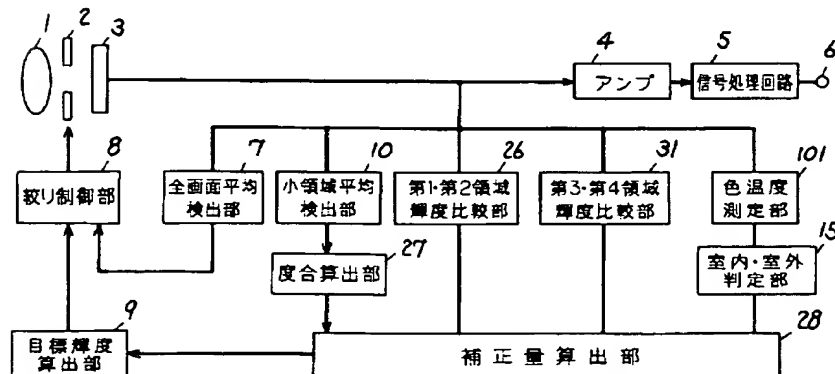 1
2
3
4
5
6
アンプ
信号処理回路
8
7
10
26
31
101
絞り制御部
全画面平均
検出部
小領域平均
検出部
第1・第2領域
輝度比較部
第3・第4領域
輝度比較部
色温度
測定部
27
15
度合算出部
室内・室外
判定部
9
28
目標輝度
算出部
補正量算出部